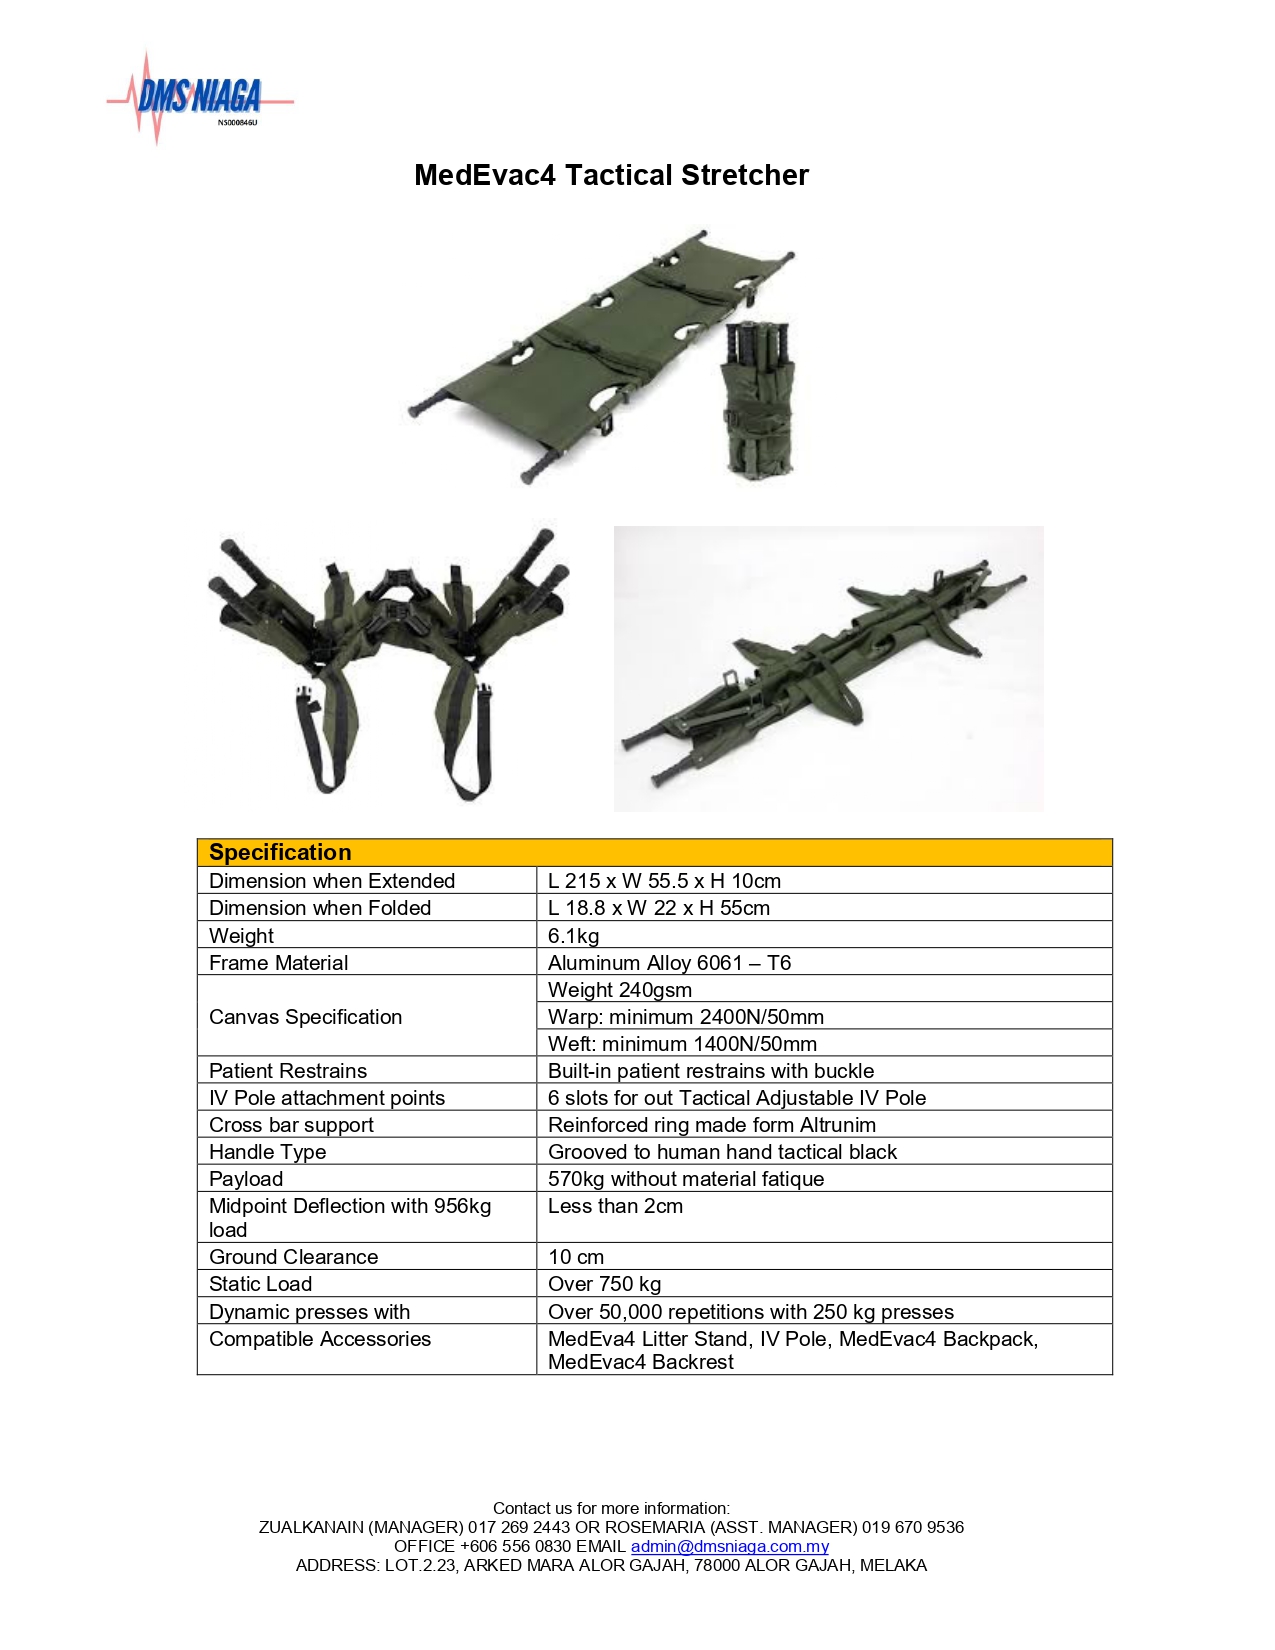 DMS NIAGA
NS000846U
MedEvac4 Tactical Stretcher
Specification
Dimension when Extended L 215 x W 55.5 x H 10cm
Dimension when Folded L 18.8 x W 22 x H 55cm
Weight 6.1kg
Frame Material Aluminum Alloy 6061 – T6
Canvas Specification
Weight 240gsm
Warp: minimum 2400N/50mm
Weft: minimum 1400N/50mm
Patient Restrains Built-in patient restrains with buckle
IV Pole attachment points 6 slots for out Tactical Adjustable IV Pole
Cross bar support Reinforced ring made form Altrunim
Handle Type Grooved to human hand tactical black
Payload 570kg without material fatique
Midpoint Deflection with 956kg
load
Less than 2cm
Ground Clearance 10 cm
Static Load Over 750 kg
Dynamic presses with Over 50,000 repetitions with 250 kg presses
Compatible Accessories MedEva4 Litter Stand, IV Pole, MedEvac4 Backpack,
MedEvac4 Backrest
Contact us for more information:
ZUALKANAIN (MANAGER) 017 269 2443 OR ROSEMARIA (ASST. MANAGER) 019 670 9536
OFFICE +606 556 0830 EMAIL admin@dmsniaga.com.my
ADDRESS: LOT.2.23, ARKED MARA ALOR GAJAH, 78000 ALOR GAJAH, MELAKA